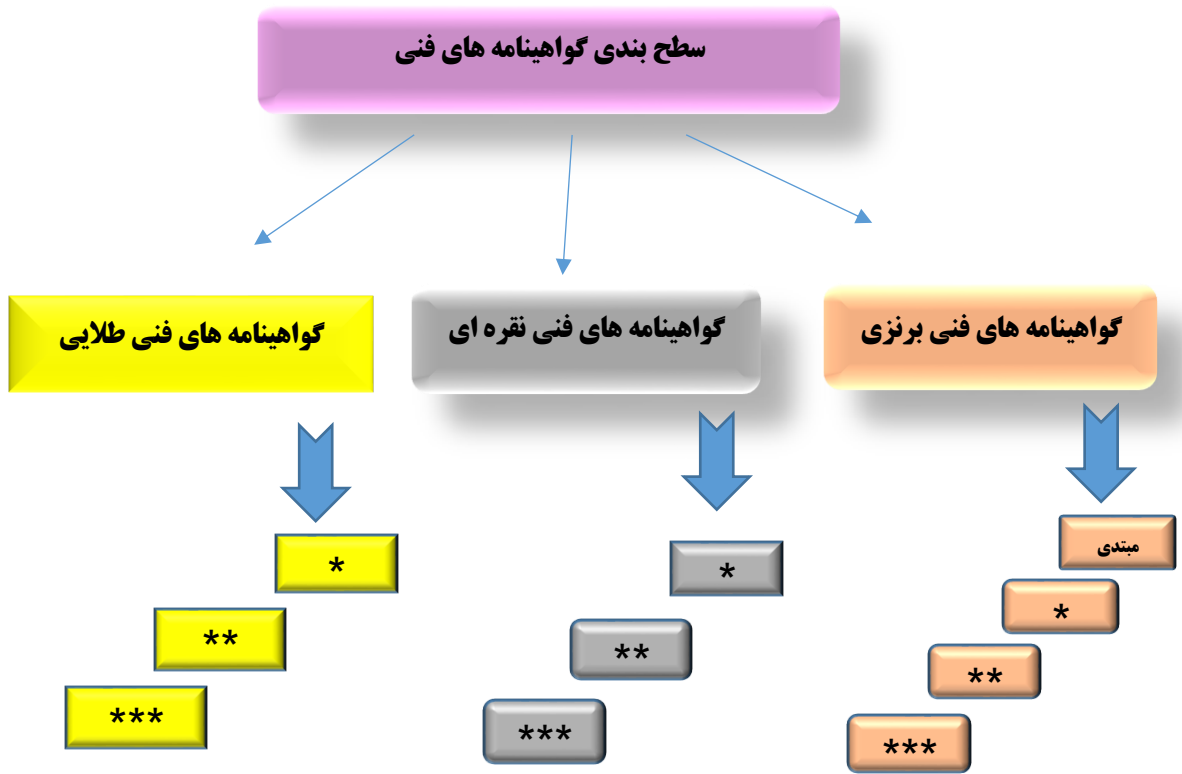 سطح بندی گواهینامه های فنی
گواهینامه های فنی برنزی
گواهینامه های فنی نقره ای
گواهینامه های فنی طلایی
مبتدی
*
**
***
*
**
***
*
**
***